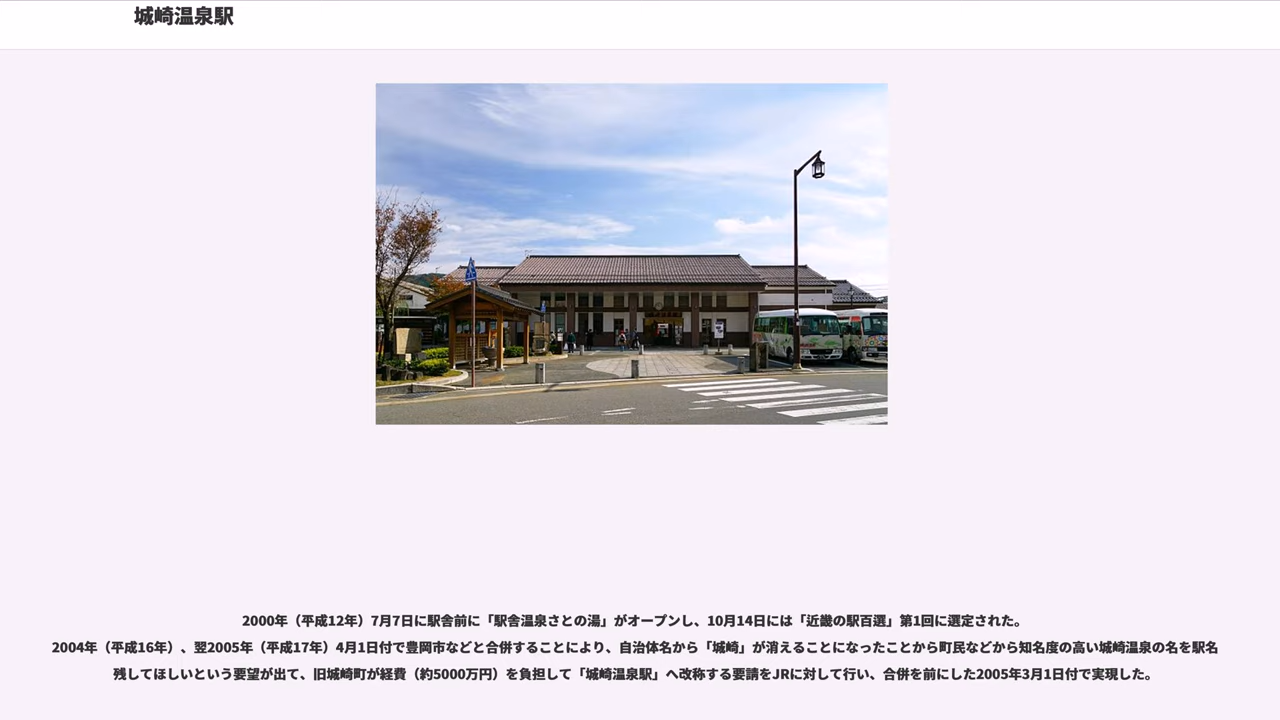 城崎温泉駅
2000年（平成12年）7月7日に駅舎前に「駅舎温泉さとの湯」がオープンし、10月14日には「近畿の駅百選」第1回に選定された。
2004年（平成16年）、翌2005年（平成17年）4月1日付で豊岡市などと合併することにより、自治体名から「城崎」が消えることになったことから町民などから知名度の高い城崎温泉の名を駅名
残してほしいという要望が出て、旧城崎町が経費（約5000万円）を負担して「城崎温泉駅」へ改称する要請をJRに対して行い、合併を前にした2005年3月1日付で実現した。